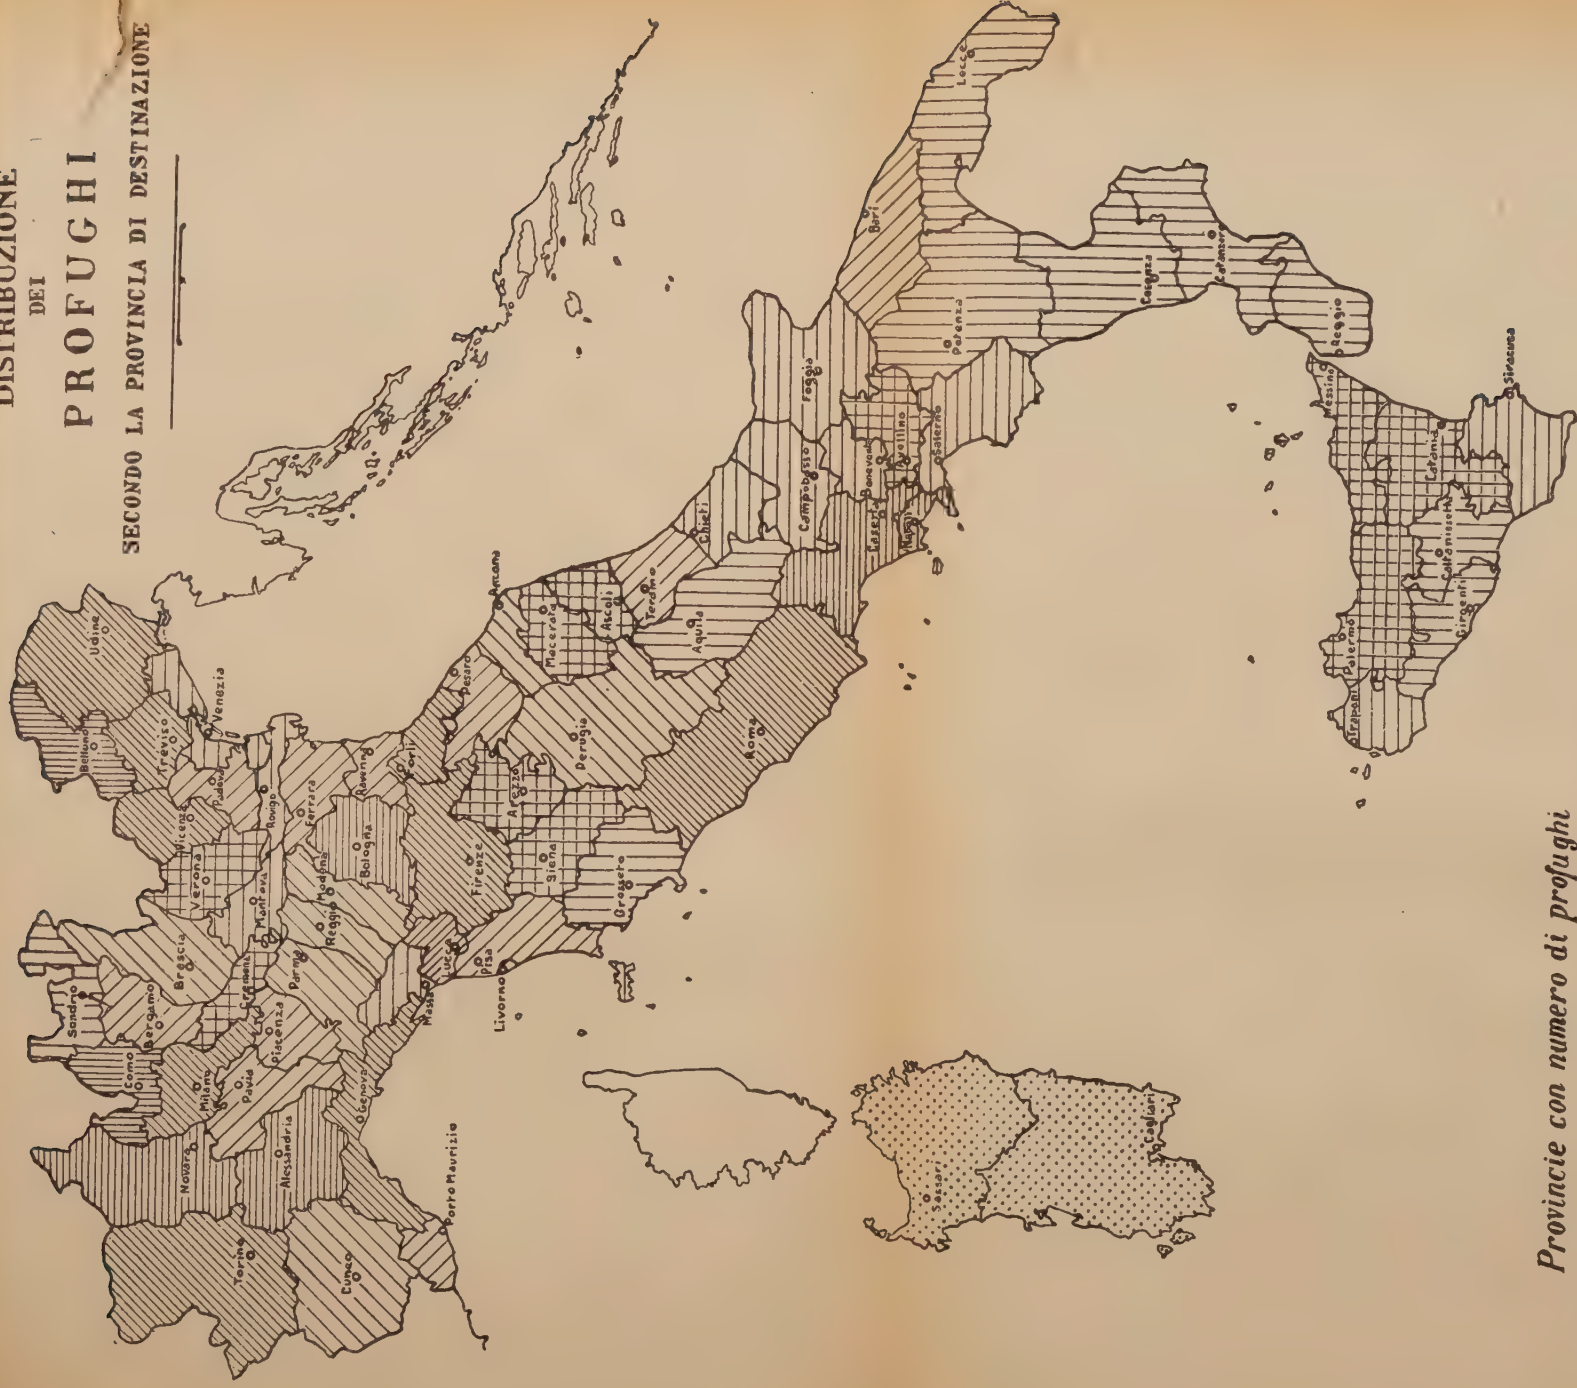 DISTRIBUZIONE
DEI
PROFUGHI
SECONDO LA PROVINCIA DI DESTINAZIONE
Udine
Belluno
Treviso
Venezia
Vicenza
Padova
Verona
Rovigo
Mantova
Brescia
Sondrio
Bergamo
Cremona
Como
Milano
Pavia
Novara
Torino
Alessandria
Cuneo
Porto Maurizio
Genova
Piacenza
Parma
Reggio
Modena
Ferrara
Bologna
Ravenna
Forlì
Massa
Lucca
Pisa
Livorno
Firenze
Arezzo
Siena
Grosseto
Pesaro
Ancona
Macerata
Ascoli
Perugia
Roma
Teramo
Aquila
Chieti
Campobasso
Foggia
Caserta
Benevento
Napoli
Avellino
Salerno
Bari
Lecce
Potenza
Cosenza
Catanzaro
Reggio
Messina
Catania
Siracusa
Caltanissetta
Girgenti
Palermo
Trapani
Sassari
Cagliari
Provincie con numero di profughi